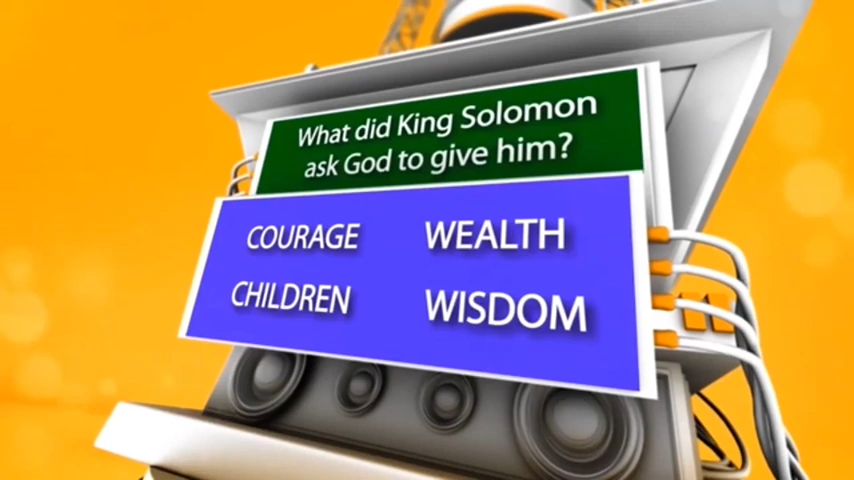 What did King Solomon
ask God to give him?
COURAGE WEALTH
CHILDREN WISDOM